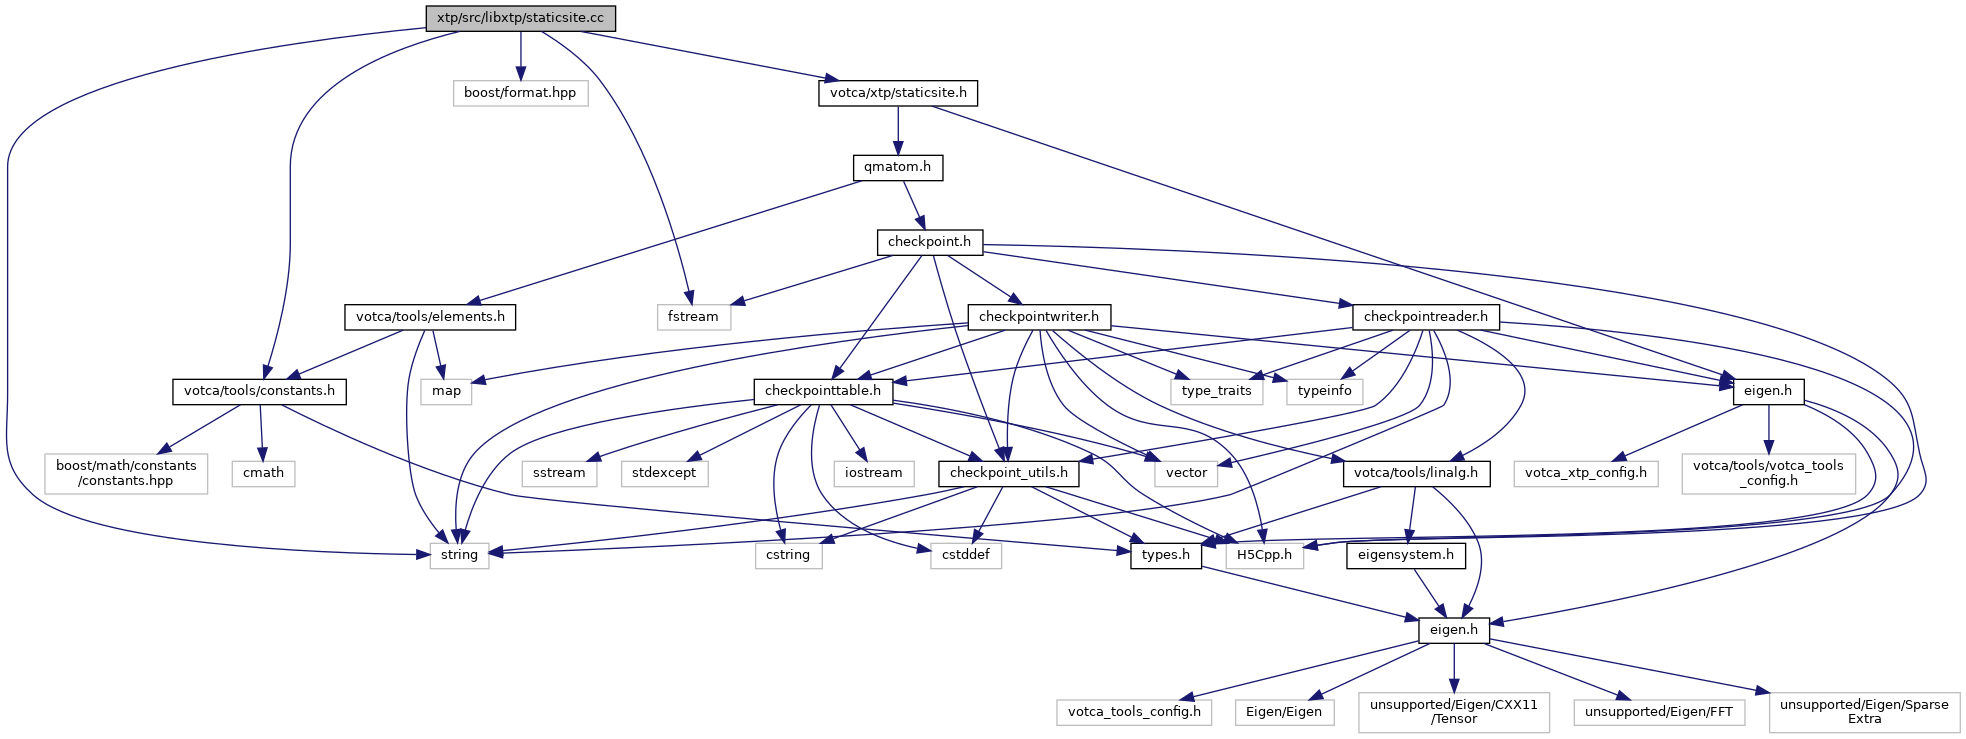 xtp/src/libxtp/staticsite.cc
boost/format.hpp
votca/xtp/staticsite.h
qmatom.h
checkpoint.h
votca/tools/elements.h
fstream
checkpointwriter.h
checkpointreader.h
votca/tools/constants.h
map
checkpointtable.h
type_traits
typeinfo
eigen.h
boost/math/constants
/constants.hpp
cmath
sstream
stdexcept
iostream
checkpoint_utils.h
vector
votca/tools/linalg.h
votca_xtp_config.h
votca/tools/votca_tools
_config.h
string
cstring
cstddef
types.h
H5Cpp.h
eigensystem.h
eigen.h
votca_tools_config.h
Eigen/Eigen
unsupported/Eigen/CXX11
/Tensor
unsupported/Eigen/FFT
unsupported/Eigen/Sparse
Extra